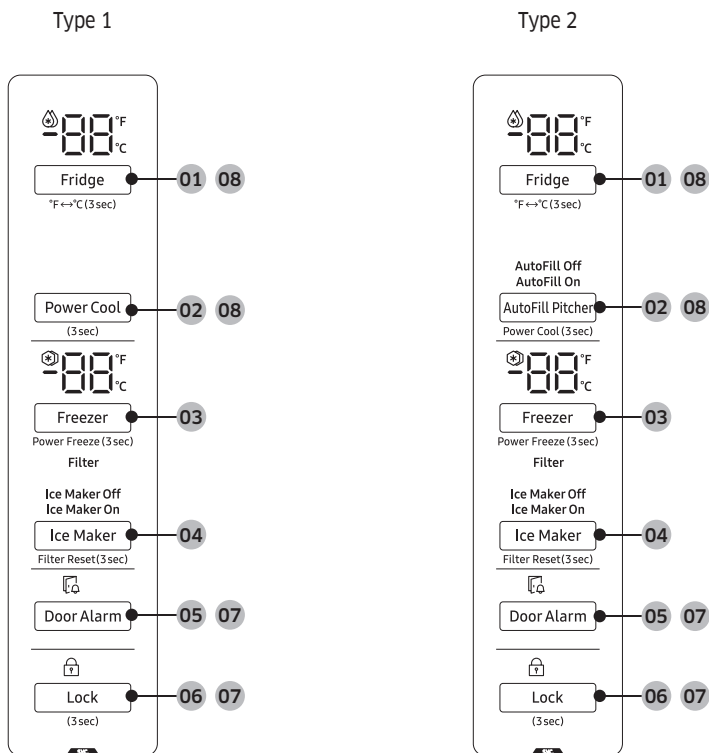 Type 1
-88 °F
°C
Fridge
01 08
°F↔°C (3 sec)
Power Cool
02 08
(3 sec)
-88 °F
°C
Freezer
03
Power Freeze (3 sec)
Filter
Ice Maker Off
Ice Maker On
Ice Maker
04
Filter Reset(3 sec)
Door Alarm
05 07
Lock
06 07
(3 sec)
Type 2
-88 °F
°C
Fridge
01 08
°F↔°C (3 sec)
AutoFill Off
AutoFill On
AutoFill Pitcher
02 08
Power Cool (3 sec)
-88 °F
°C
Freezer
03
Power Freeze (3 sec)
Filter
Ice Maker Off
Ice Maker On
Ice Maker
04
Filter Reset(3 sec)
Door Alarm
05 07
Lock
06 07
(3 sec)